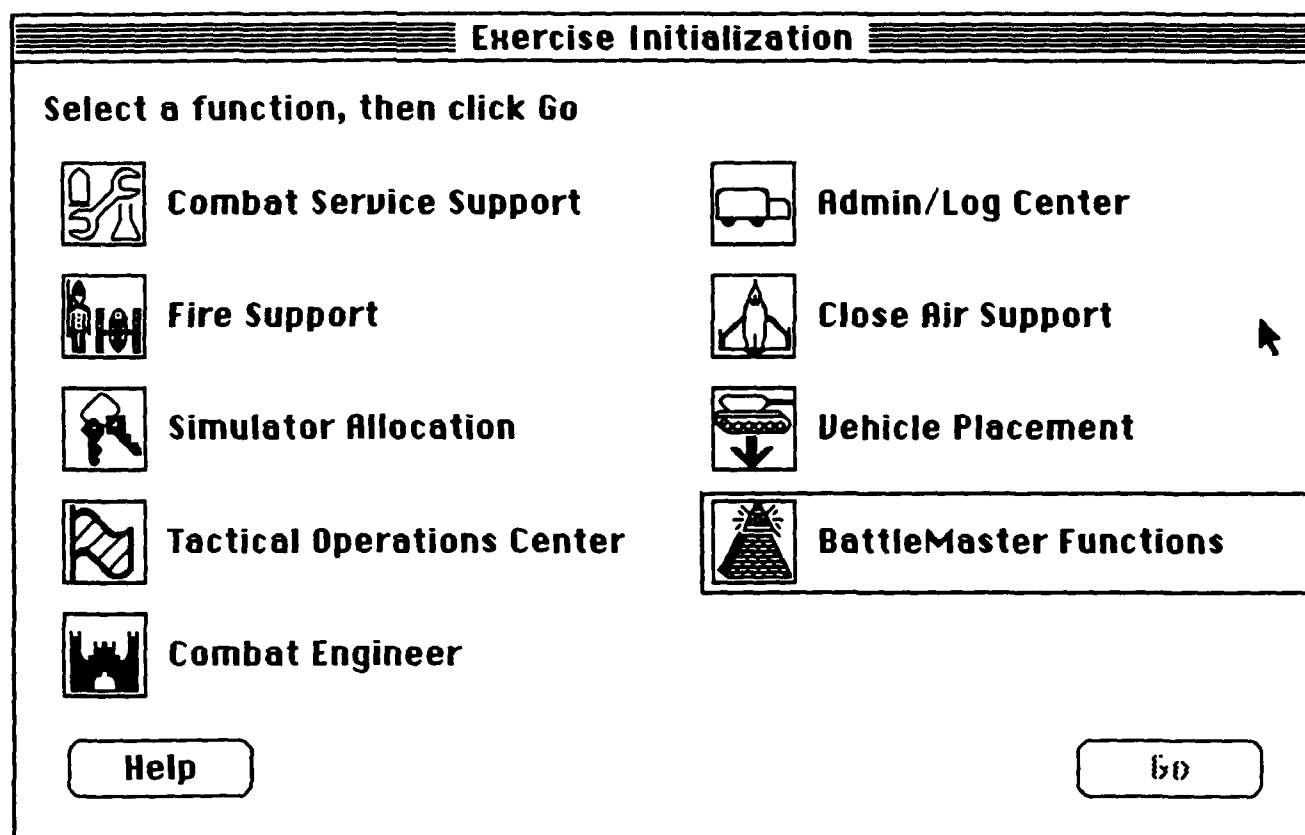 Exercise Initialization
Select a function, then click Go
Combat Service Support
Admin/Log Center
Fire Support
Close Air Support
Simulator Allocation
Vehicle Placement
Tactical Operations Center
BattleMaster Functions
Combat Engineer
Help
Go